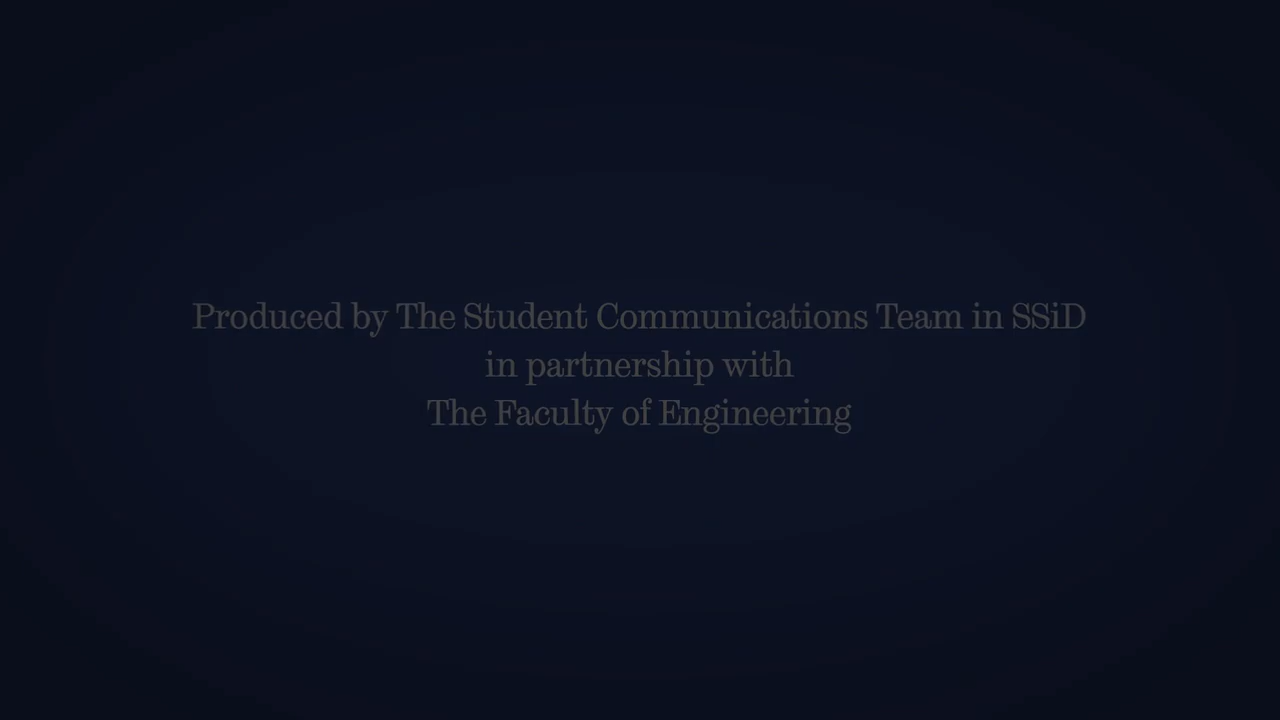 Produced by The Student Communications Team in SSiD
in partnership with
The Faculty of Engineering